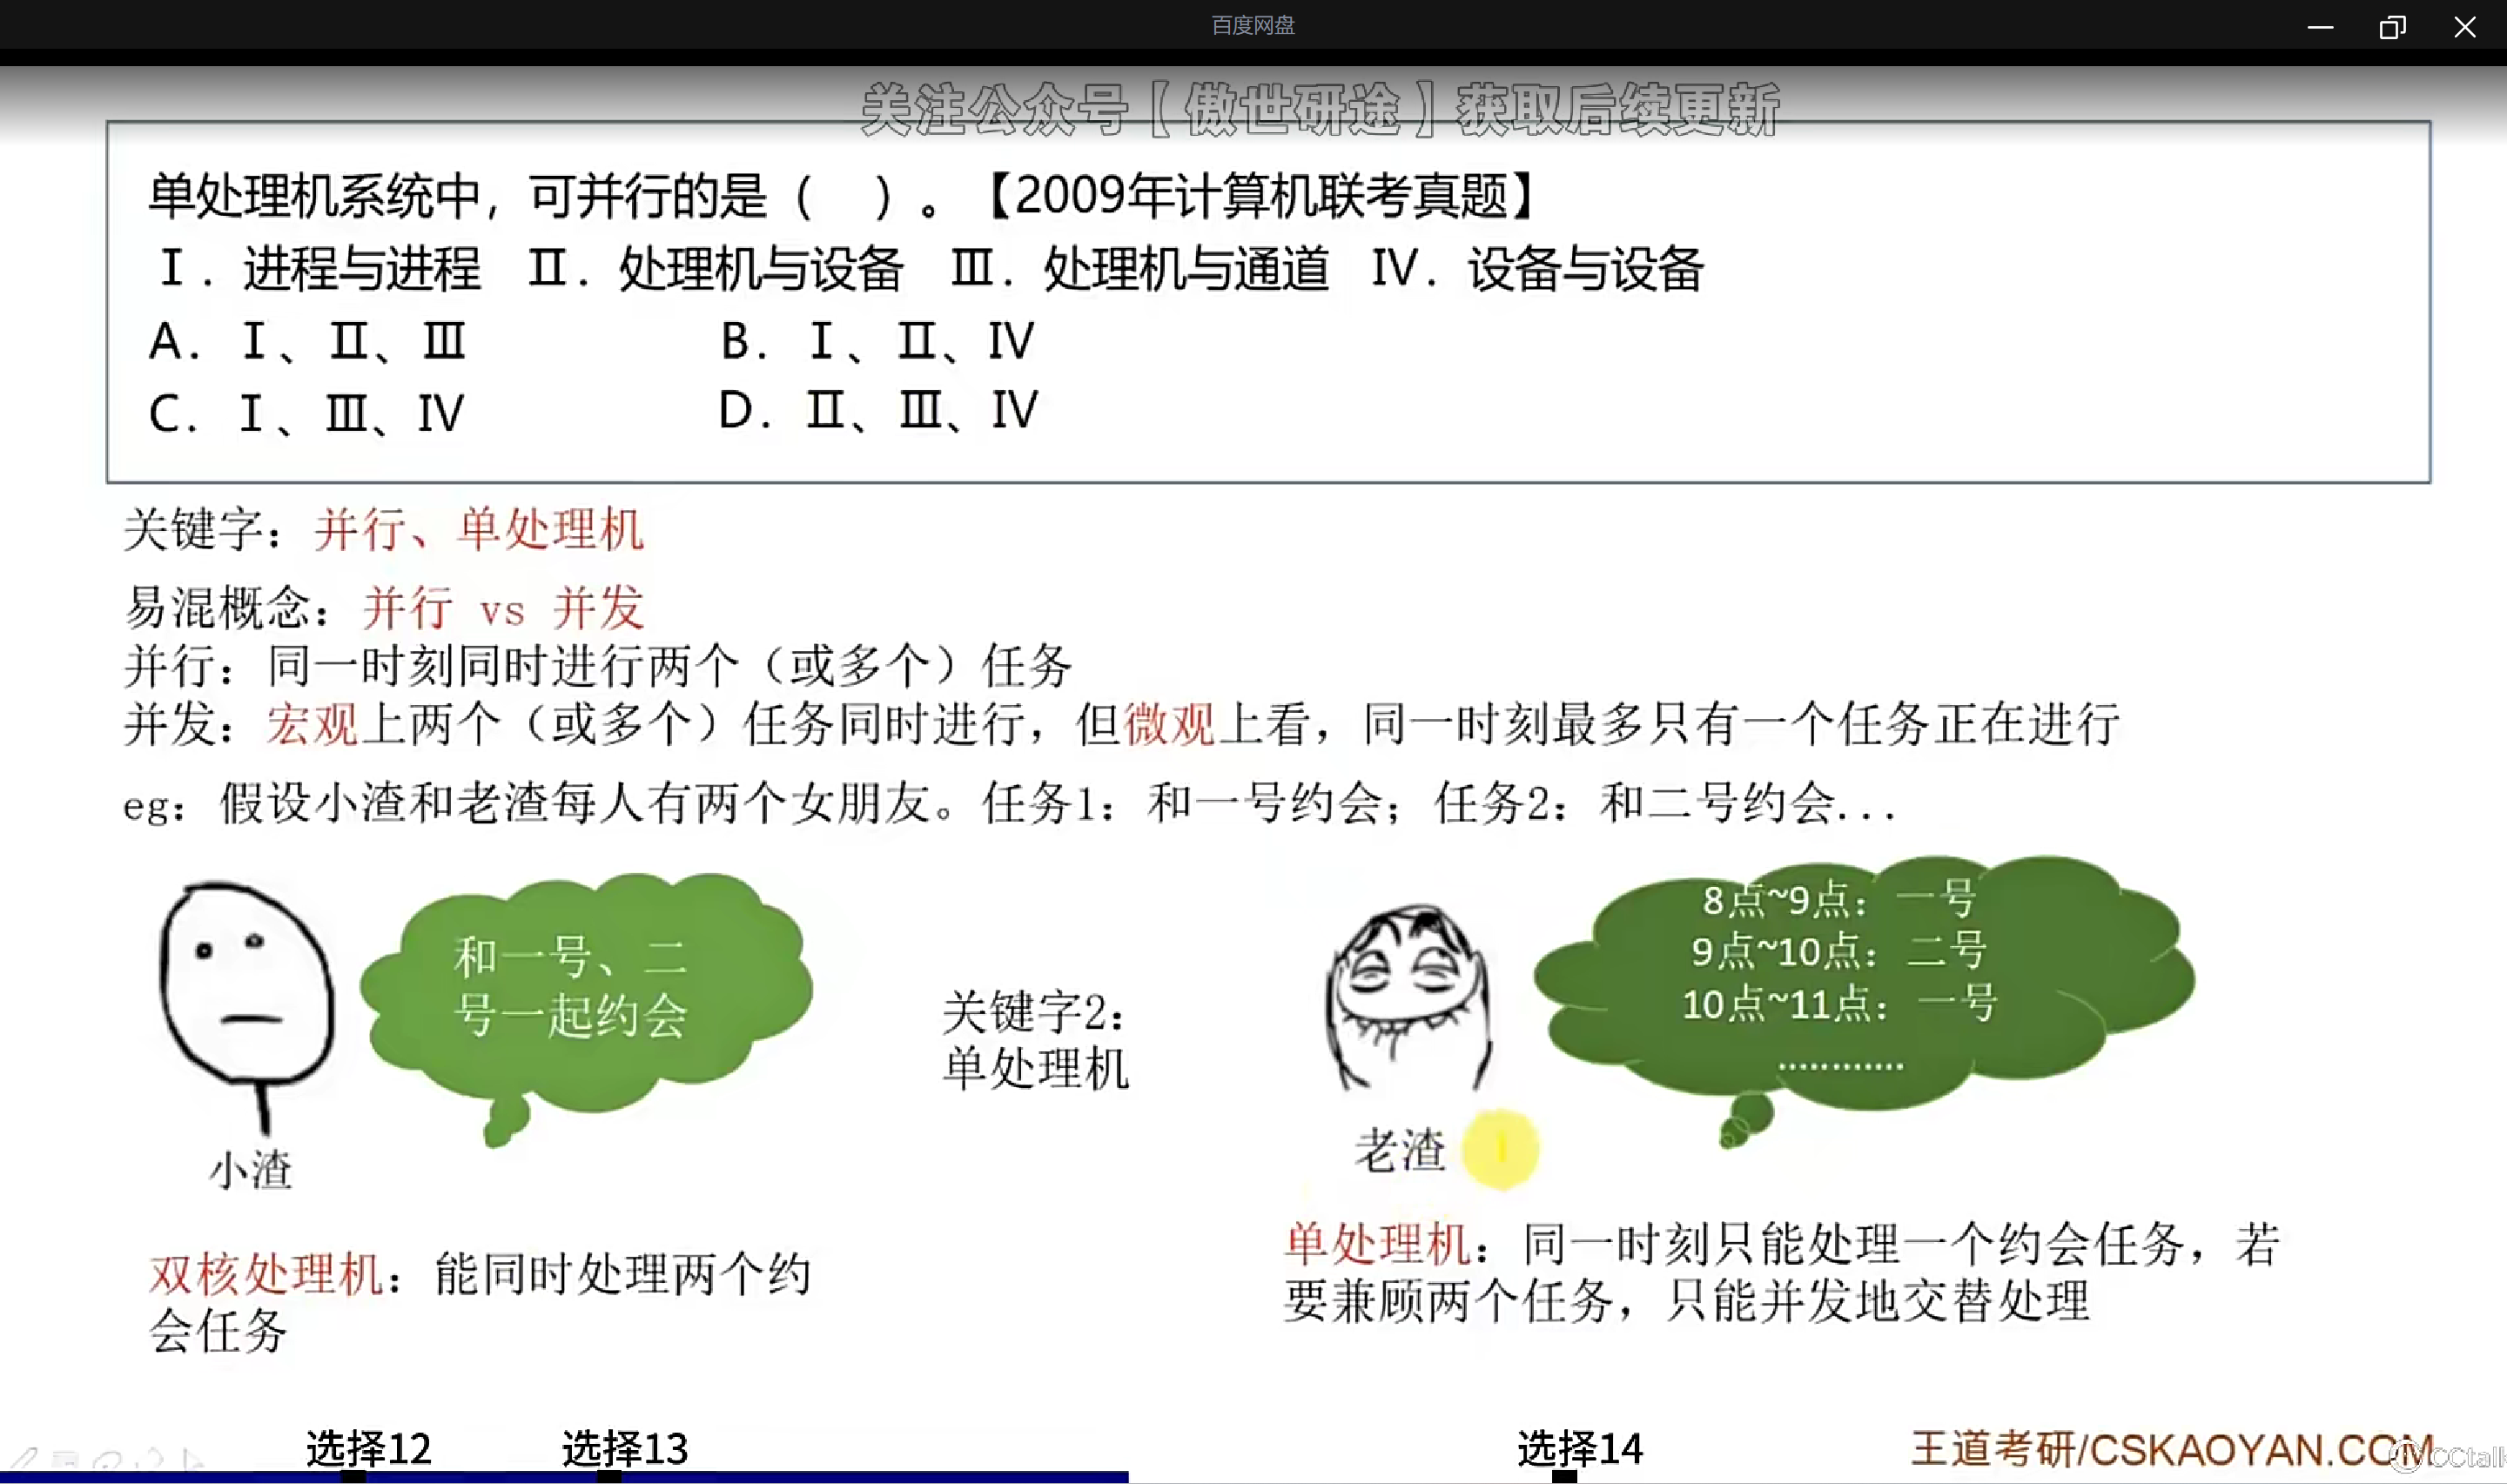 百度网盘
关注公众号【傲世研途】获取后续更新
单处理机系统中，可并行的是（ ）。【2009年计算机联考真题】
Ⅰ．进程与进程 Ⅱ．处理机与设备 Ⅲ．处理机与通道 Ⅳ．设备与设备
A．Ⅰ、Ⅱ、Ⅲ B．Ⅰ、Ⅱ、Ⅳ
C．Ⅰ、Ⅲ、Ⅳ D．Ⅱ、Ⅲ、Ⅳ
关键字：并行、单处理机
易混概念：并行 vs 并发
并行：同一时刻同时进行两个（或多个）任务
并发：宏观上两个（或多个）任务同时进行，但微观上看，同一时刻最多只有一个任务正在进行
eg：假设小渣和老渣每人有两个女朋友。任务1：和一号约会；任务2：和二号约会...
和一号、二
号一起约会
小渣
双核处理机：能同时处理两个约
会任务
关键字2：
单处理机
8点~9点：一号
9点~10点：二号
10点~11点：一号
…………
老渣
单处理机：同一时刻只能处理一个约会任务，若
要兼顾两个任务，只能并发地交替处理
选择12 选择13 选择14
王道考研/CSKAOYAN.COM
CCtalk